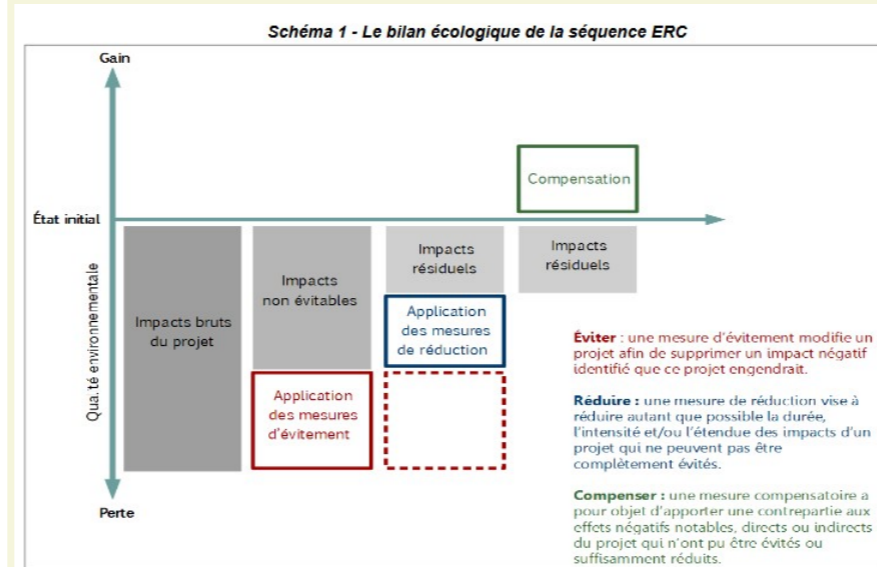 Schéma 1 - Le bilan écologique de la séquence ERC
Gain
Compensation
État initial
Qua.té environnementale
Impacts bruts
du projet
Impacts
non évitables
Impacts
résiduels
Impacts
résiduels
Application
des mesures
de réduction
Application
des mesures
d'évitement
Perte
Éviter : une mesure d'évitement modifie un
projet afin de supprimer un impact négatif
identifié que ce projet engendrait.
Réduire : une mesure de réduction vise à
réduire autant que possible la durée,
l'intensité et/ou l'étendue des impacts d'un
projet qui ne peuvent pas être
complètement évités.
Compenser : une mesure compensatoire a
pour objet d'apporter une contrepartie aux
effets négatifs notables, directs ou indirects
du projet qui n'ont pu être évités ou
suffisamment réduits.